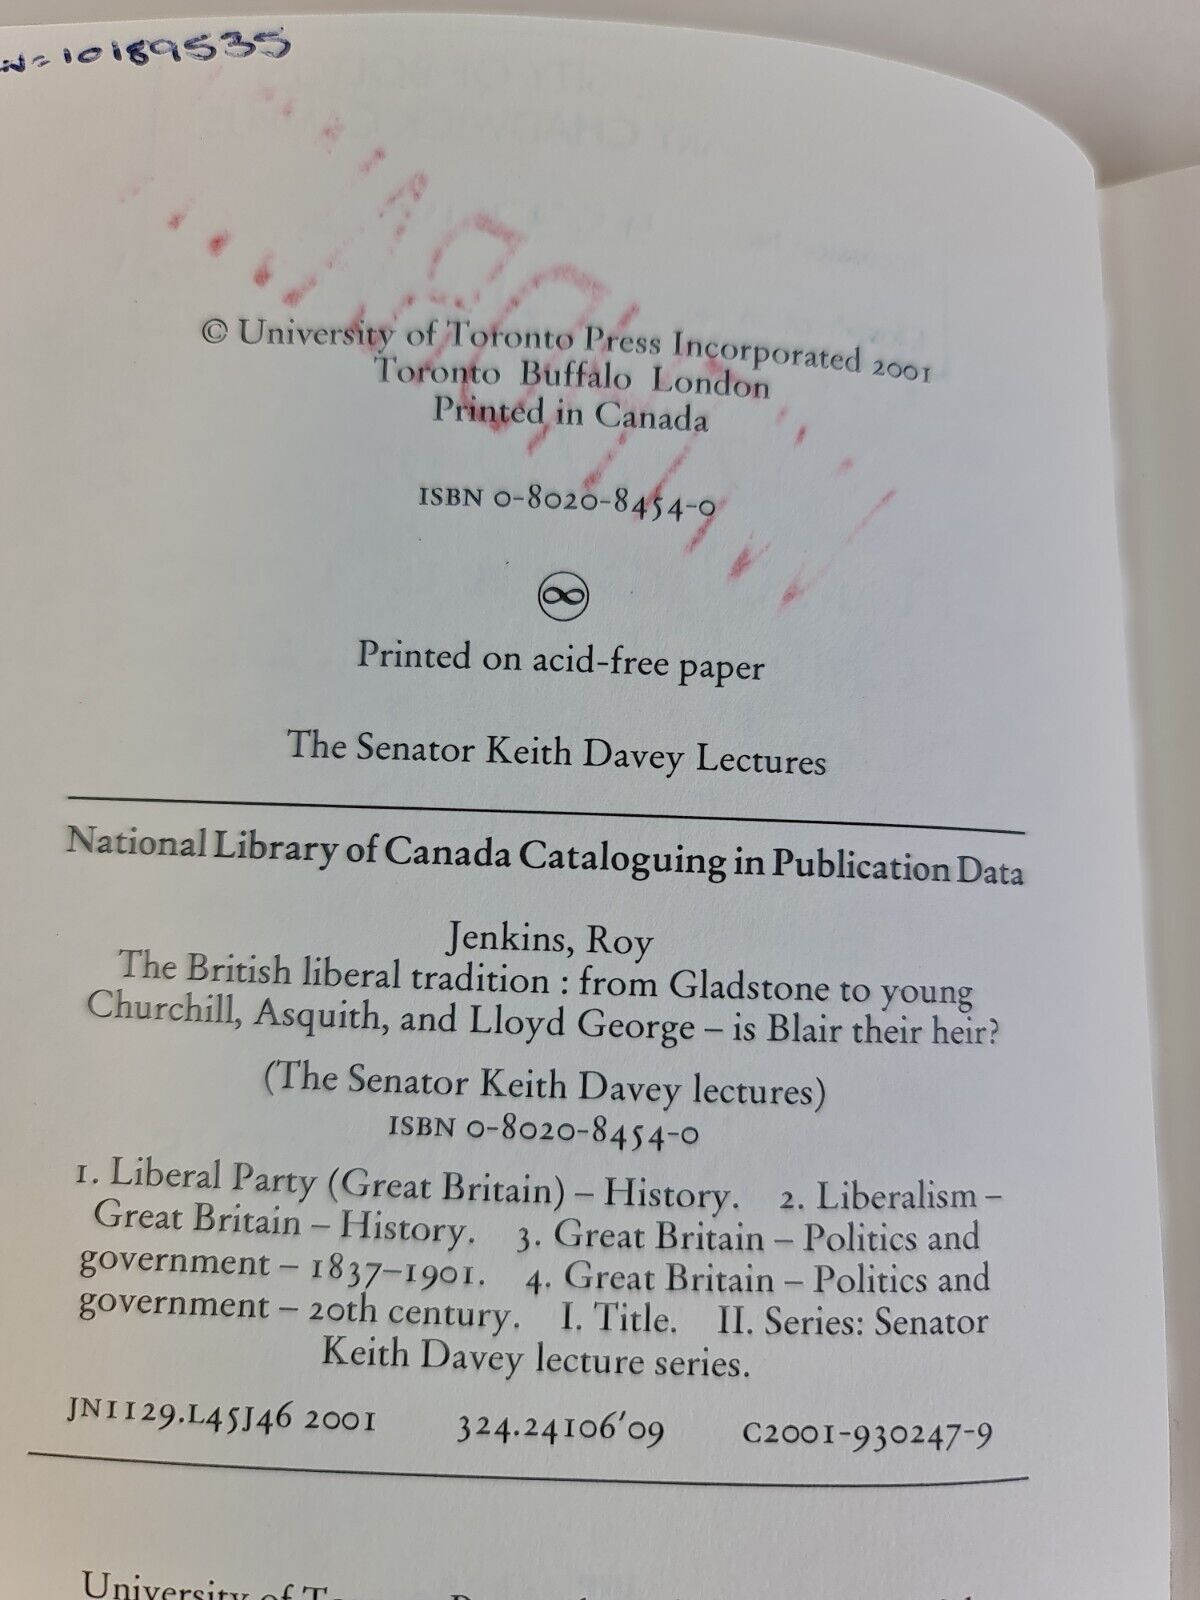 =10189535
© University of Toronto Press Incorporated 2001
Toronto Buffalo London
Printed in Canada
ISBN 0-8020-8454-0
Printed on acid-free paper
The Senator Keith Davey Lectures
National Library of Canada Cataloguing in Publication Data
Jenkins, Roy
The British liberal tradition : from Gladstone to young
Churchill, Asquith, and Lloyd George – is Blair their heir?
(The Senator Keith Davey lectures)
ISBN 0-8020-8454-0
1. Liberal Party (Great Britain) – History. 2. Liberalism –
Great Britain – History. 3. Great Britain – Politics and
government – 1837–1901. 4. Great Britain – Politics and
government – 20th century. I. Title. II. Series: Senator
Keith Davey lecture series.
JN1129.L45J46 2001 324.24106'09 C2001-930247-9
University of